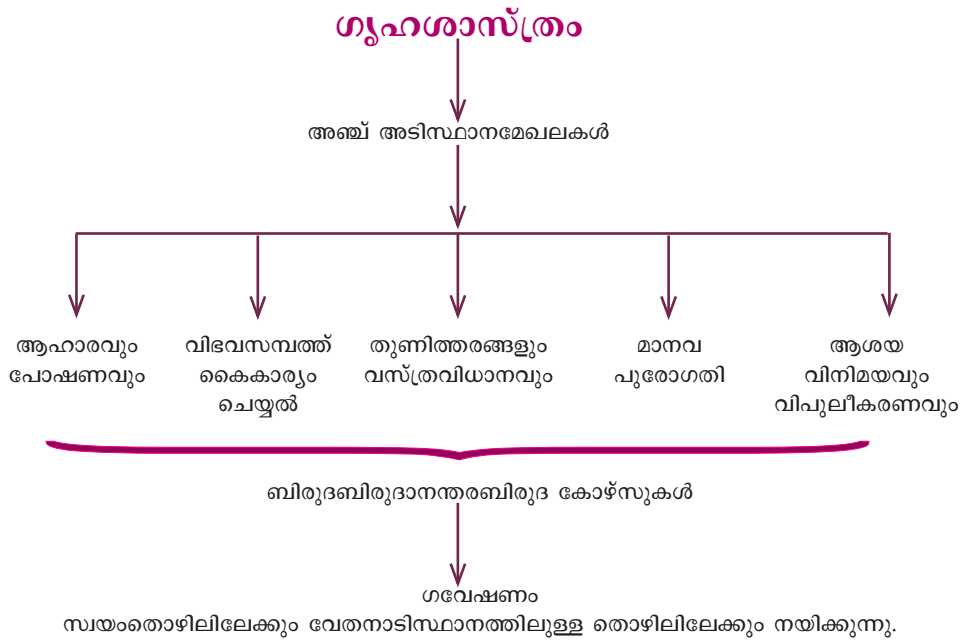 ഗൃഹശാസ്ത്രം
അഞ്ച് അടിസ്ഥാനമേഖലകൾ
ആഹാരവും
പോഷണവും
വിഭവസമ്പത്ത്
കൈകാര്യം
ചെയ്യൽ
തുണിത്തരങ്ങളും
വസ്ത്രവിധാനവും
മാനവ
പുരോഗതി
ആശയ
വിനിമയവും
വിപുലീകരണവും
ബിരുദബിരുദാനന്തരബിരുദ കോഴ്സുകൾ
ഗവേഷണം
സ്വയംതൊഴിലിലേക്കും വേതനാടിസ്ഥാനത്തിലുള്ള തൊഴിലിലേക്കും നയിക്കുന്നു.